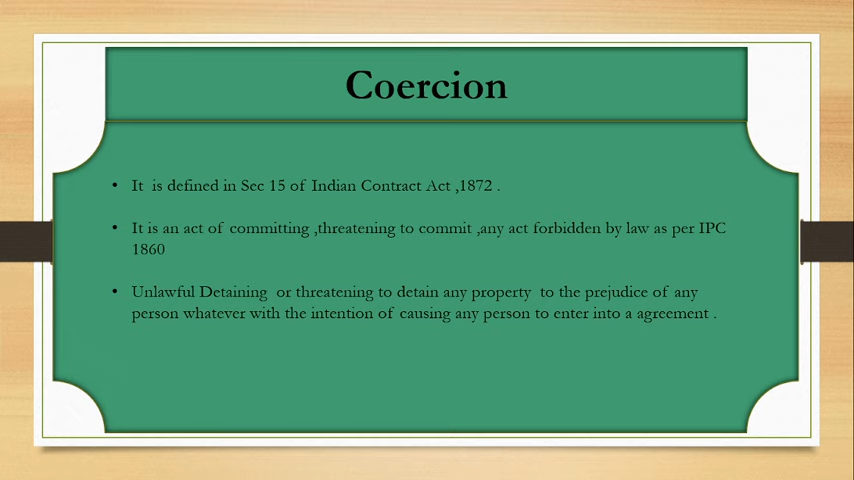 Coercion
• It is defined in Sec 15 of Indian Contract Act ,1872 .
• It is an act of committing ,threatening to commit ,any act forbidden by law as per IPC
1860
• Unlawful Detaining or threatening to detain any property to the prejudice of any
person whatever with the intention of causing any person to enter into a agreement .